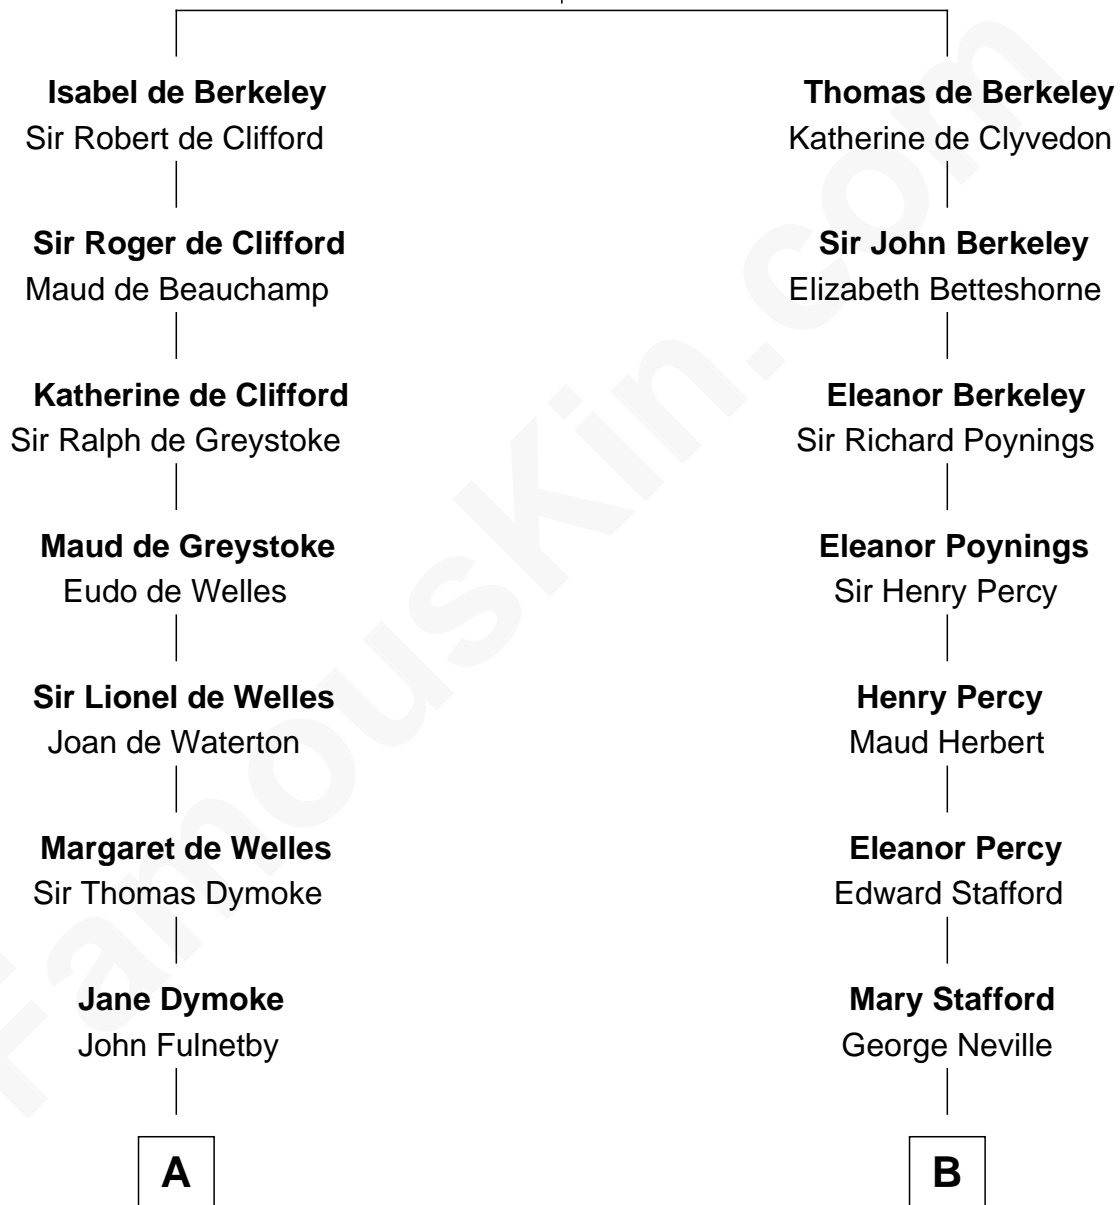 Isabel de Berkeley
Sir Robert de Clifford
Sir Roger de Clifford
Maud de Beauchamp
Katherine de Clifford
Sir Ralph de Greystoke
Maud de Greystoke
Eudo de Welles
Sir Lionel de Welles
Joan de Waterton
Margaret de Welles
Sir Thomas Dymoke
Jane Dymoke
John Fulnetby
A
Thomas de Berkeley
Katherine de Clyvedon
Sir John Berkeley
Elizabeth Betteshorne
Eleanor Berkeley
Sir Richard Poynings
Eleanor Poynings
Sir Henry Percy
Henry Percy
Maud Herbert
Eleanor Percy
Edward Stafford
Mary Stafford
George Neville
B
FamousKin.com